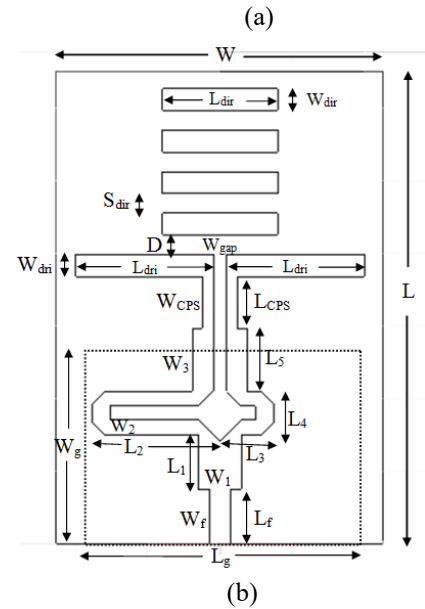 (a)
W
Ldir
Wdir
Sdir
D
Wgap
Wdri
Ldri
Ldri
WCPS
LCPS
L
W3
L5
W2
L4
Wg
L2
L3
L1
W1
Wf
Lf
Lg
(b)